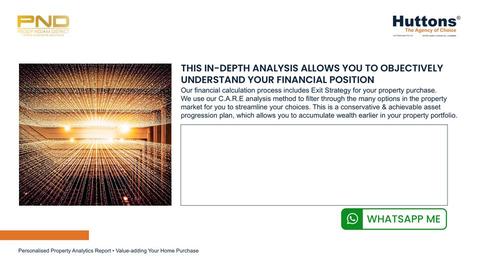 PND
Huttons®
The Agency of Choice
THIS IN-DEPTH ANALYSIS ALLOWS YOU TO OBJECTIVELY
UNDERSTAND YOUR FINANCIAL POSITION
Our financial calculation process includes Exit Strategy for your property purchase.
We use our C.A.R.E analysis method to filter through the many options in the property
market for you to streamline your choices. This is a conservative & achievable asset
progression plan, which allows you to accumulate wealth earlier in your property portfolio.
WHATSAPP ME
Personalised Property Analytics Report • Value-adding Your Home Purchase